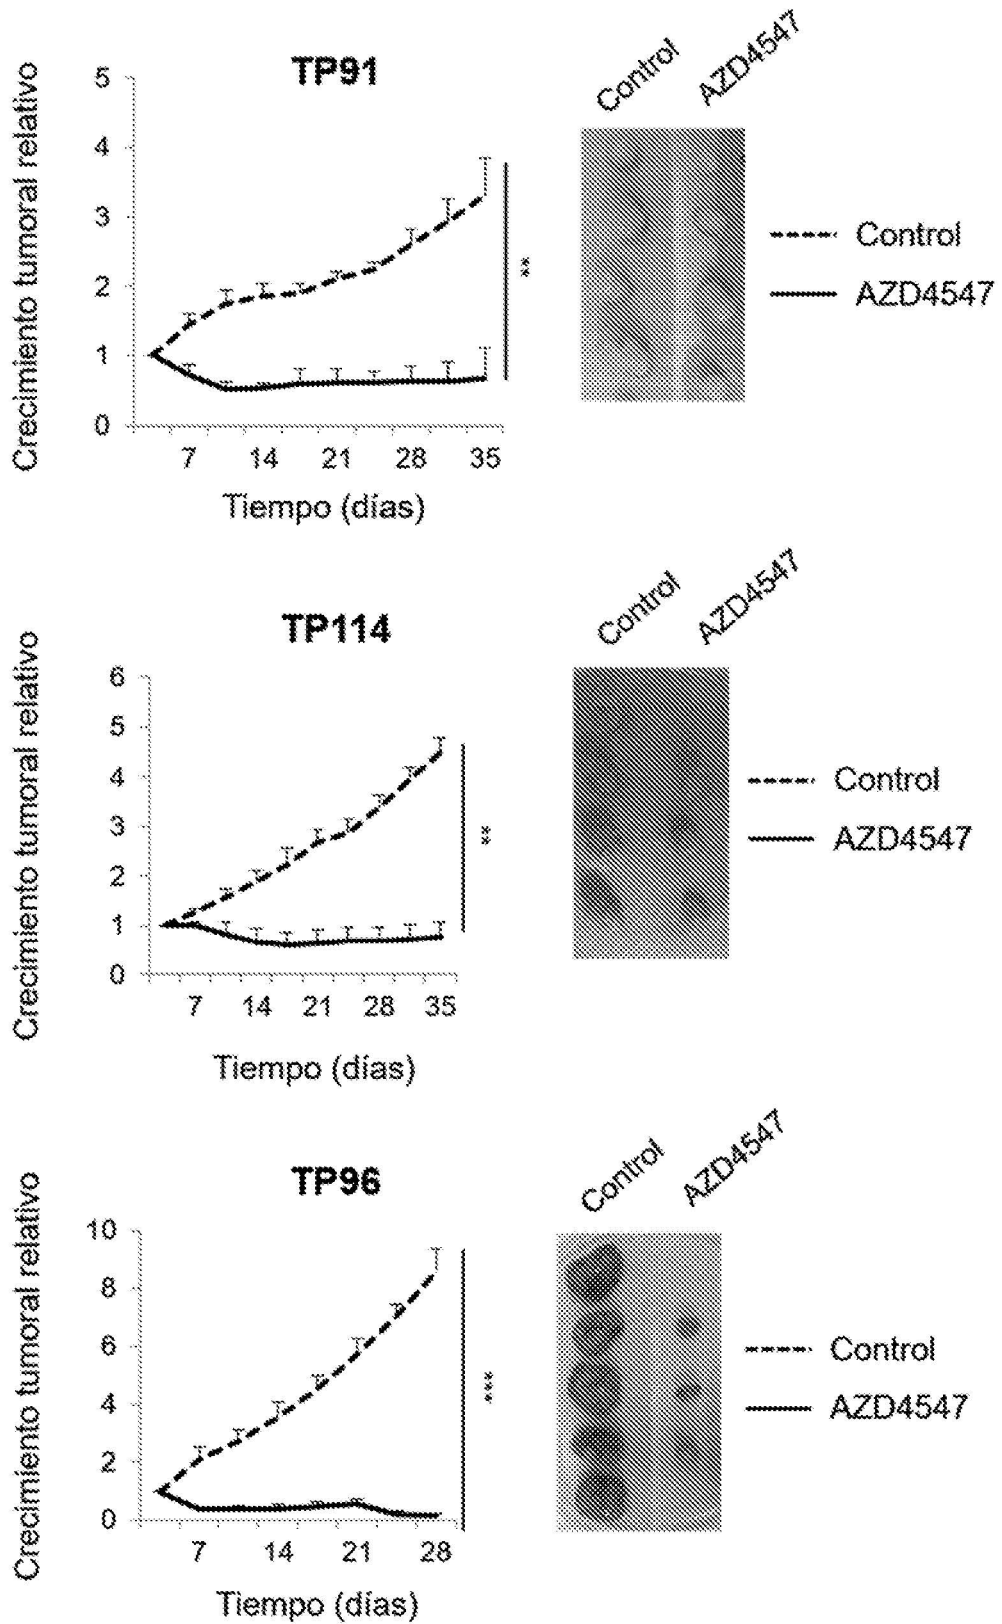 TP91
Control
AZD4547
Crecimiento tumoral relativo
5
4
3
2
1
0
7 14 21 28 35
Tiempo (días)
**
Control
AZD4547
TP114
Control
AZD4547
Crecimiento tumoral relativo
6
5
4
3
2
1
0
7 14 21 28 35
Tiempo (días)
**
Control
AZD4547
TP96
Control
AZD4547
Crecimiento tumoral relativo
10
8
6
4
2
0
7 14 21 28
Tiempo (días)
***
Control
AZD4547